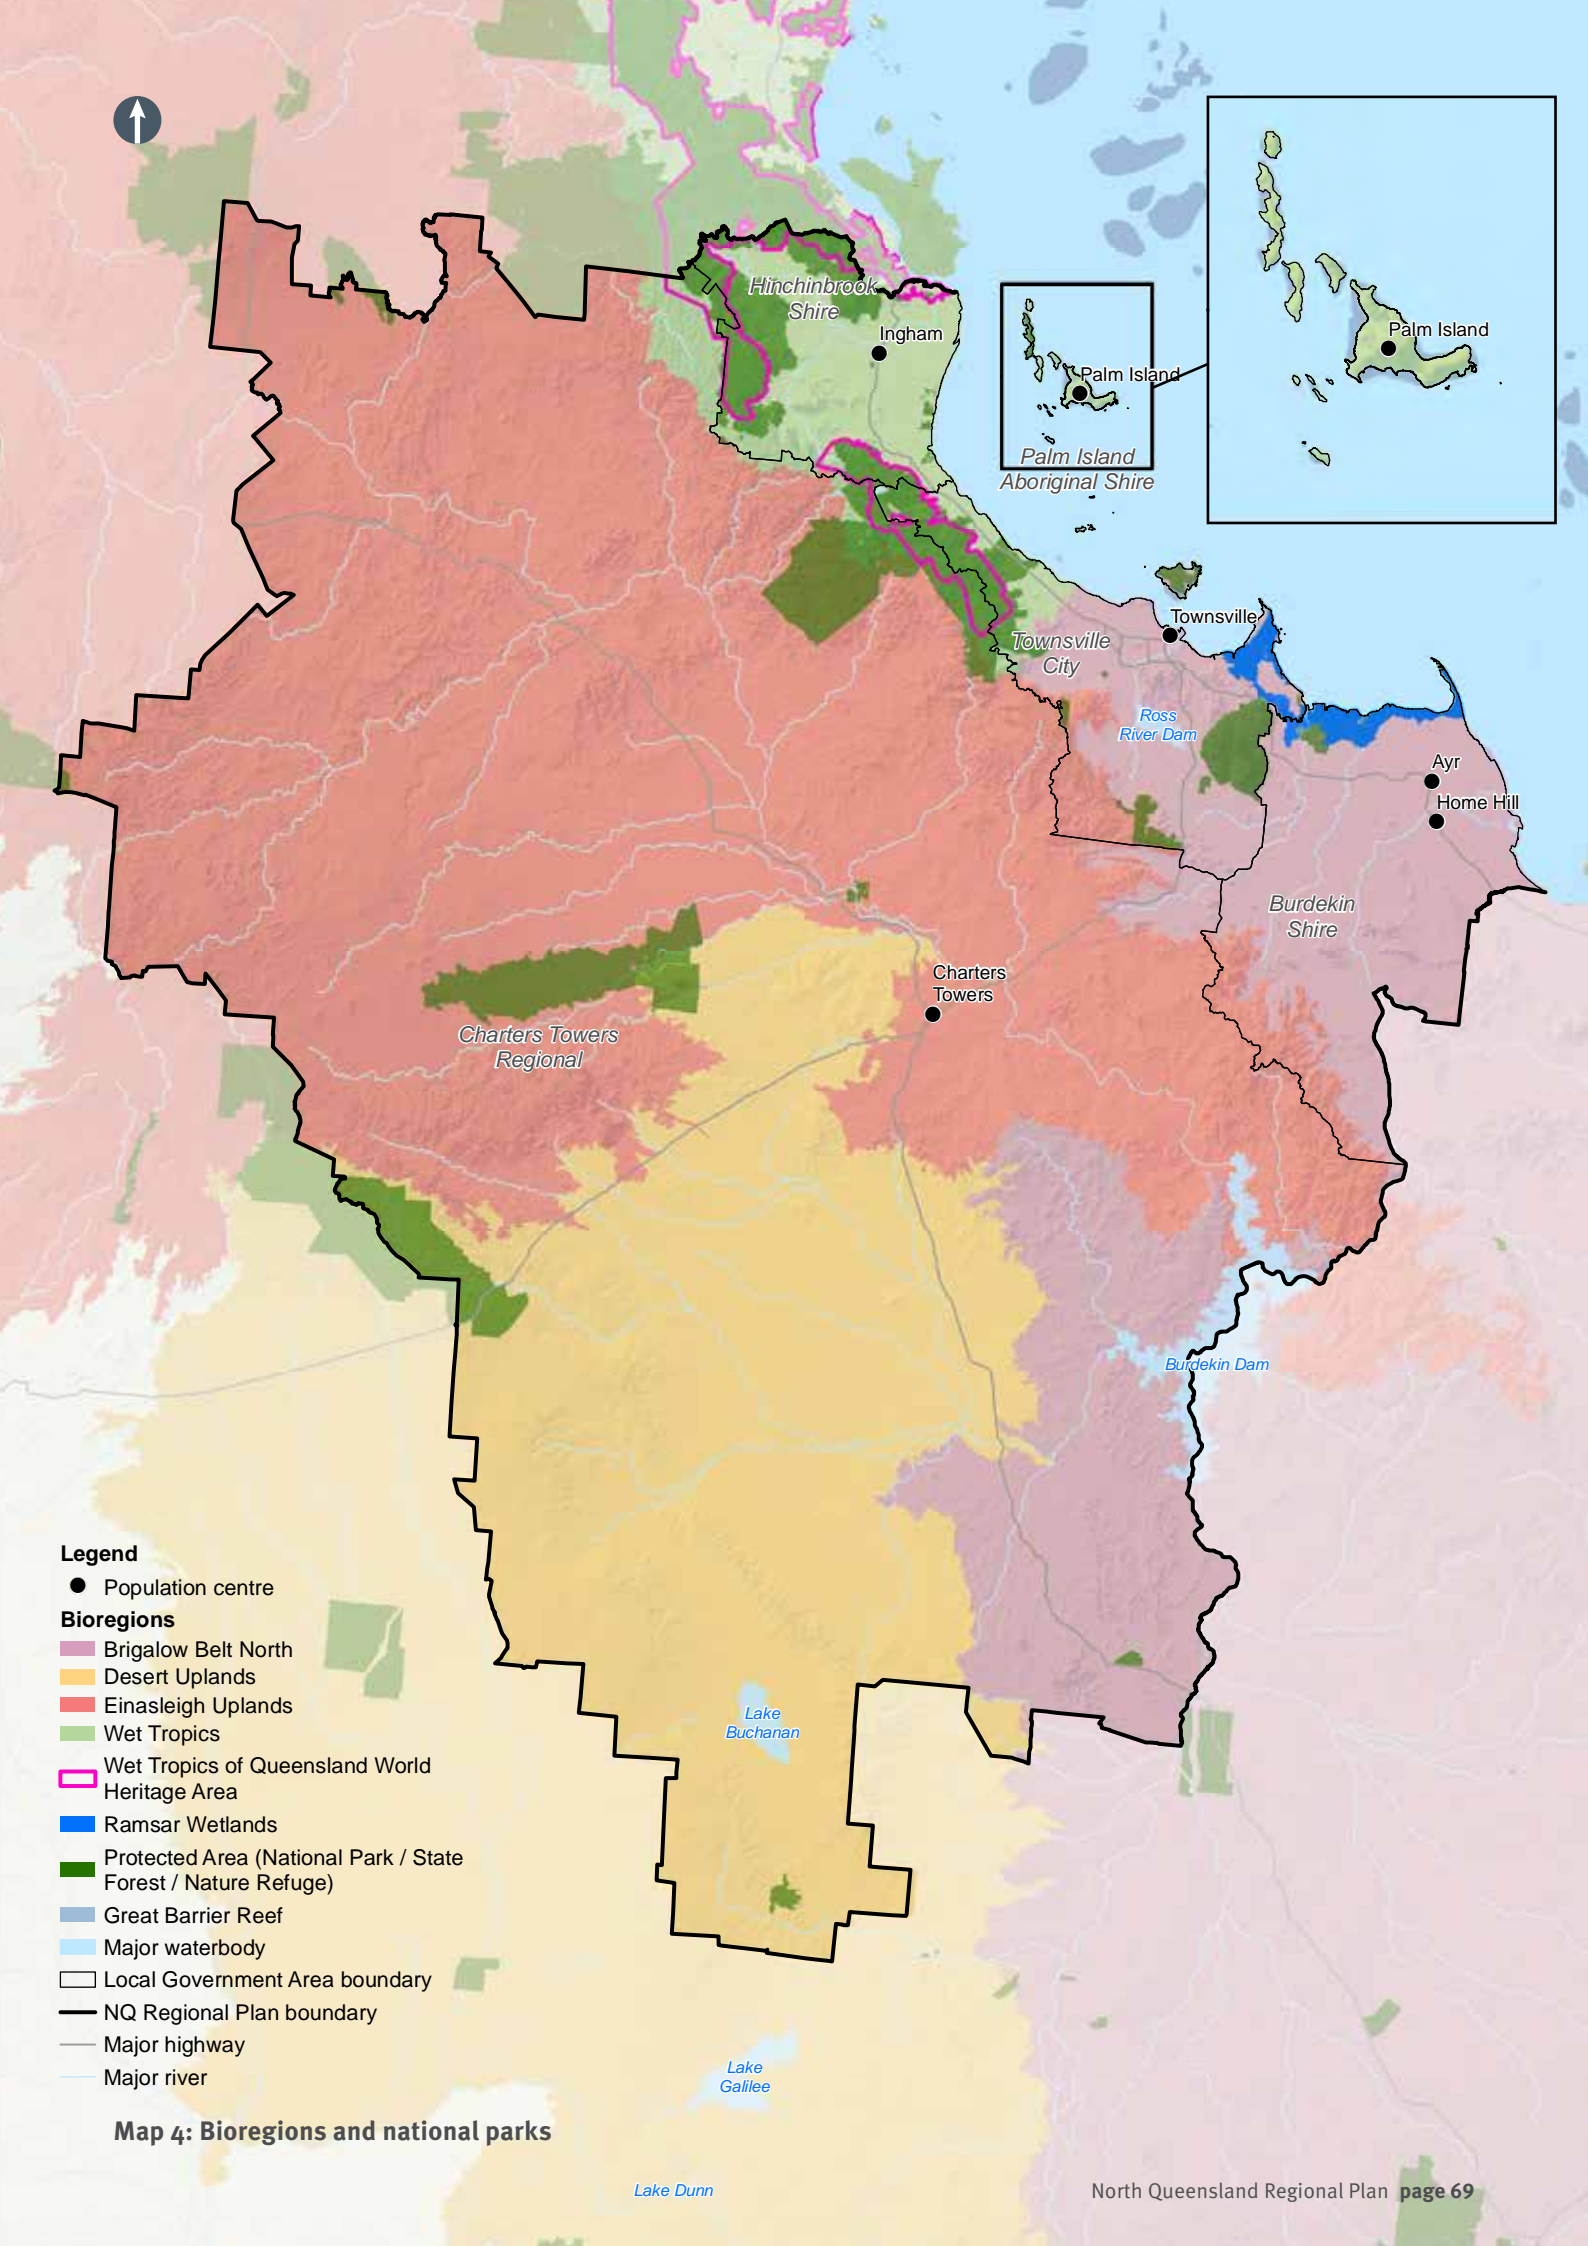 Hinchinbrook
Shire
Ingham
Palm Island
Palm Island
Palm Island
Aboriginal Shire
Townsville
Townsville
City
Ross
River Dam
Ayr
Home Hill
Burdekin
Shire
Charters
Towers
Charters Towers
Regional
Burdekin Dam
Lake
Buchanan
Lake
Galilee
Lake Dunn
Legend
Population centre
Bioregions
Brigalow Belt North
Desert Uplands
Einasleigh Uplands
Wet Tropics
Wet Tropics of Queensland World
Heritage Area
Ramsar Wetlands
Protected Area (National Park / State
Forest / Nature Refuge)
Great Barrier Reef
Major waterbody
Local Government Area boundary
NQ Regional Plan boundary
Major highway
Major river
Map 4: Bioregions and national parks
North Queensland Regional Plan page 69